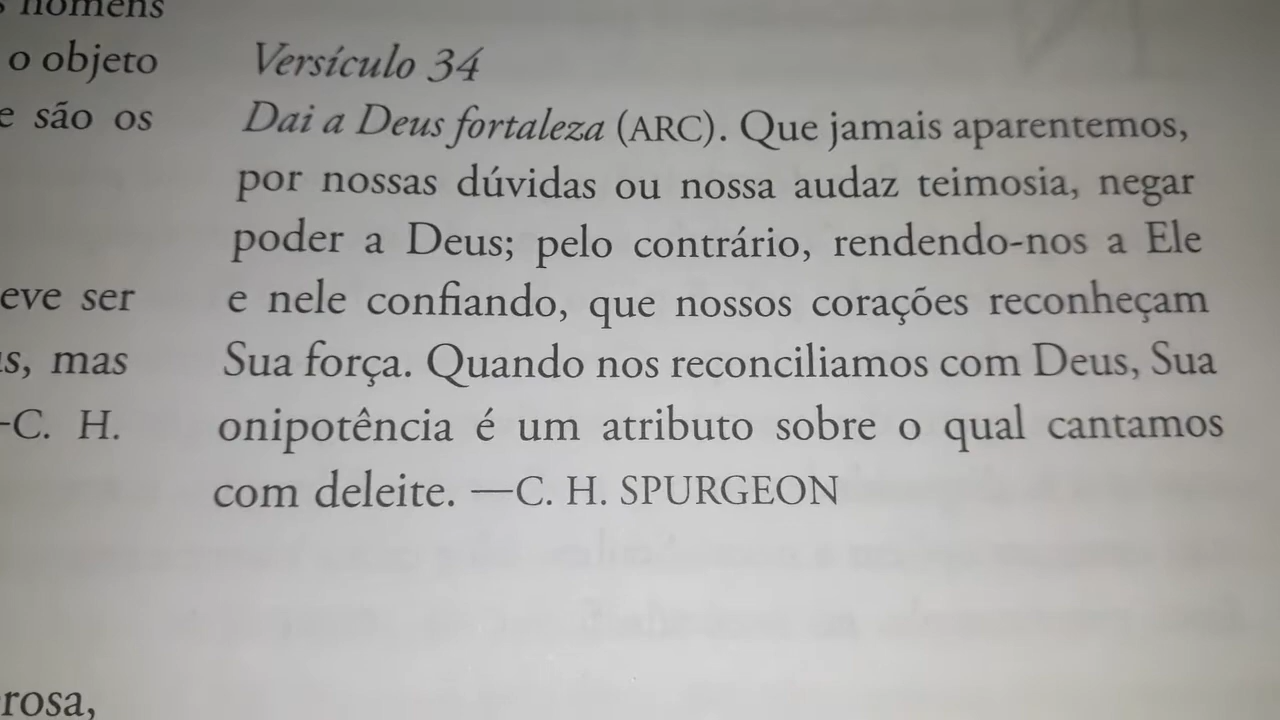 homens
o objeto
e são os
eve ser
s, mas
—C. H.
rosa,
Versículo 34
Dai a Deus fortaleza (ARC). Que jamais aparentemos,
por nossas dúvidas ou nossa audaz teimosia, negar
poder a Deus; pelo contrário, rendendo-nos a Ele
e nele confiando, que nossos corações reconheçam
Sua força. Quando nos reconciliamos com Deus, Sua
onipotência é um atributo sobre o qual cantamos
com deleite. —C. H. SPURGEON